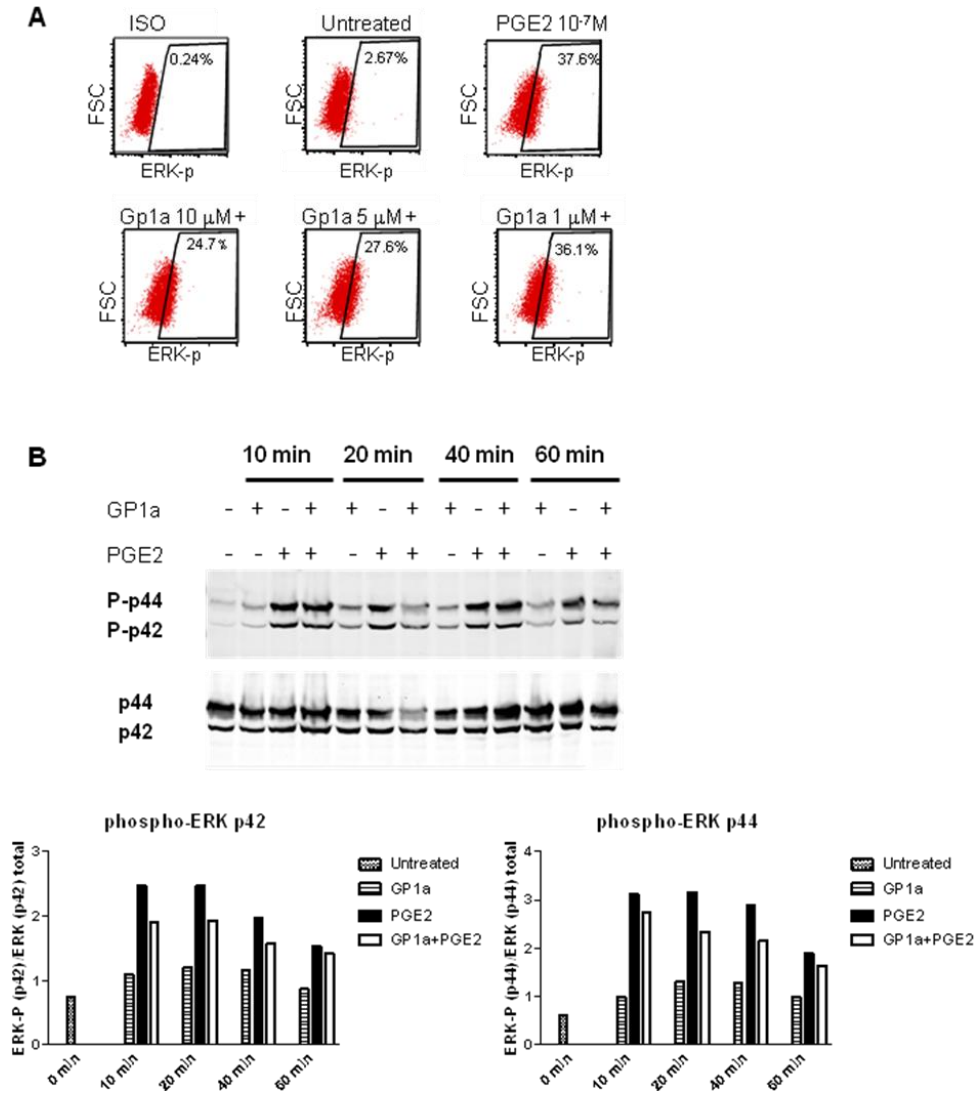 A
ISO Untreated PGE2 10-7M
0.24% 2.67% 37.6%
FSC FSC FSC
ERK-p ERK-p ERK-p
Gp1a 10 µM + Gp1a 5 µM + Gp1a 1 µM +
24.7% 27.6% 36.1%
FSC FSC FSC
ERK-p ERK-p ERK-p
B
10 min 20 min 40 min 60 min
GP1a - + - + + - + + - + + - +
PGE2 - - + + - + + - + + - + +
P-p44
P-p42
p44
p42
phospho-ERK p42
ERK-P (p42)/ERK (p42) total
3
2
1
0
0 min 10 min 20 min 40 min 60 min
Untreated
GP1a
PGE2
GP1a+PGE2
phospho-ERK p44
ERK-P (p44)/ERK (p44) total
4
3
2
1
0
0 min 10 min 20 min 40 min 60 min
Untreated
GP1a
PGE2
GP1a+PGE2